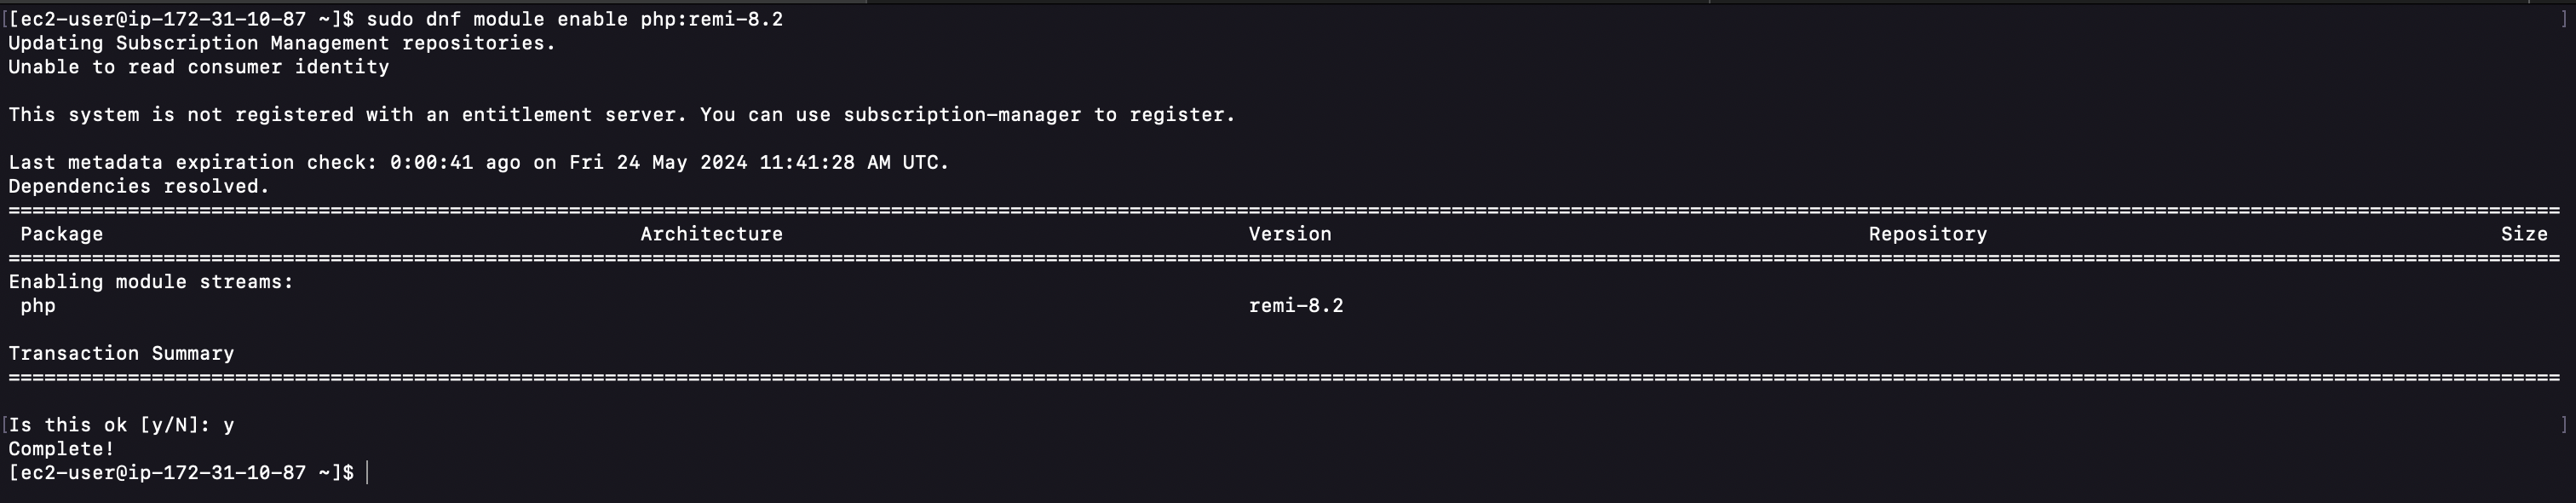 [ec2-user@ip-172-31-10-87 ~]$ sudo dnf module enable php:remi-8.2
Updating Subscription Management repositories.
Unable to read consumer identity
This system is not registered with an entitlement server. You can use subscription-manager to register.
Last metadata expiration check: 0:00:41 ago on Fri 24 May 2024 11:41:28 AM UTC.
Dependencies resolved.
Package Architecture Version Repository Size
Enabling module streams:
php remi-8.2
Transaction Summary
Is this ok [y/N]: y
Complete!
[ec2-user@ip-172-31-10-87 ~]$